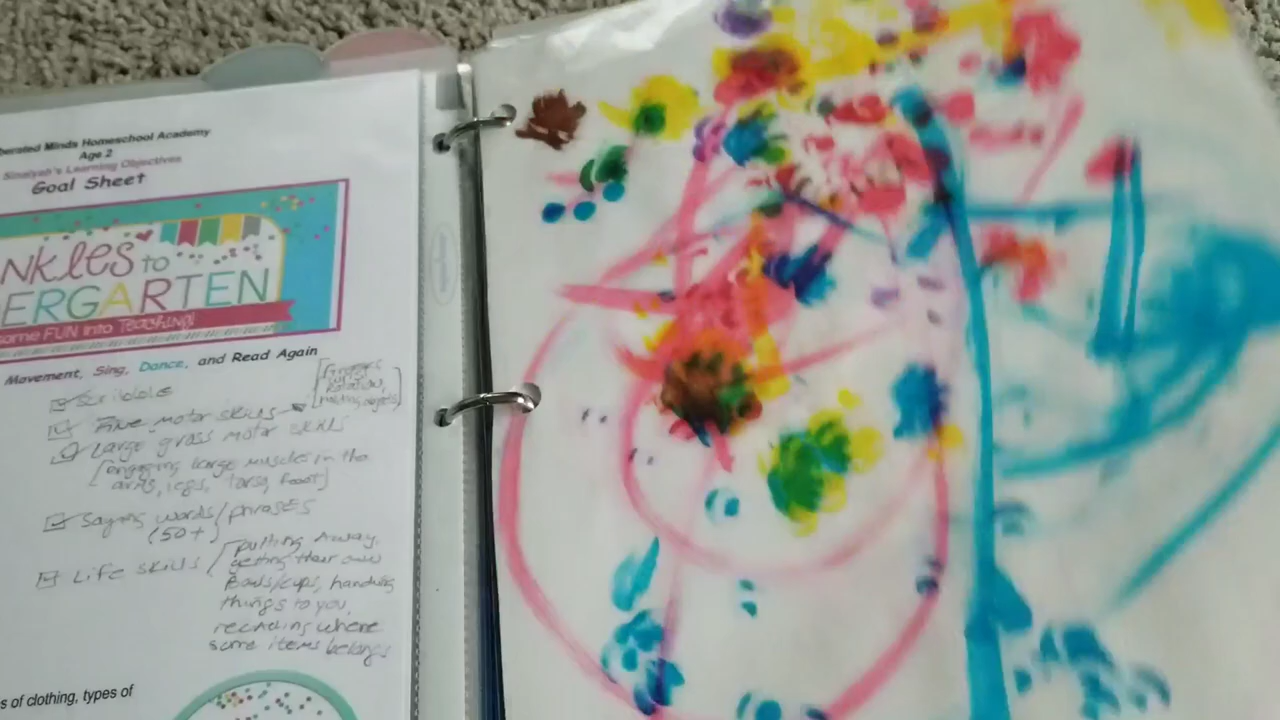 erated Minds Homeschool Academy
Age 2
Sinaiyah's Learning Objectives
Goal Sheet
NKLES to
ERGARTEN
some FUN into Teaching!
Movement, Sing, Dance, and Read Again
Scribble
Fine motor skills
Large gross motor skills
[engaging large muscles in the
arms, legs, torso, foot]
Saying words/phrases
(50+)
Life skills [putting Away,
getting their own
Bowls/cups, handing
things to you,
recalling where
some items belongs
s of clothing, types of